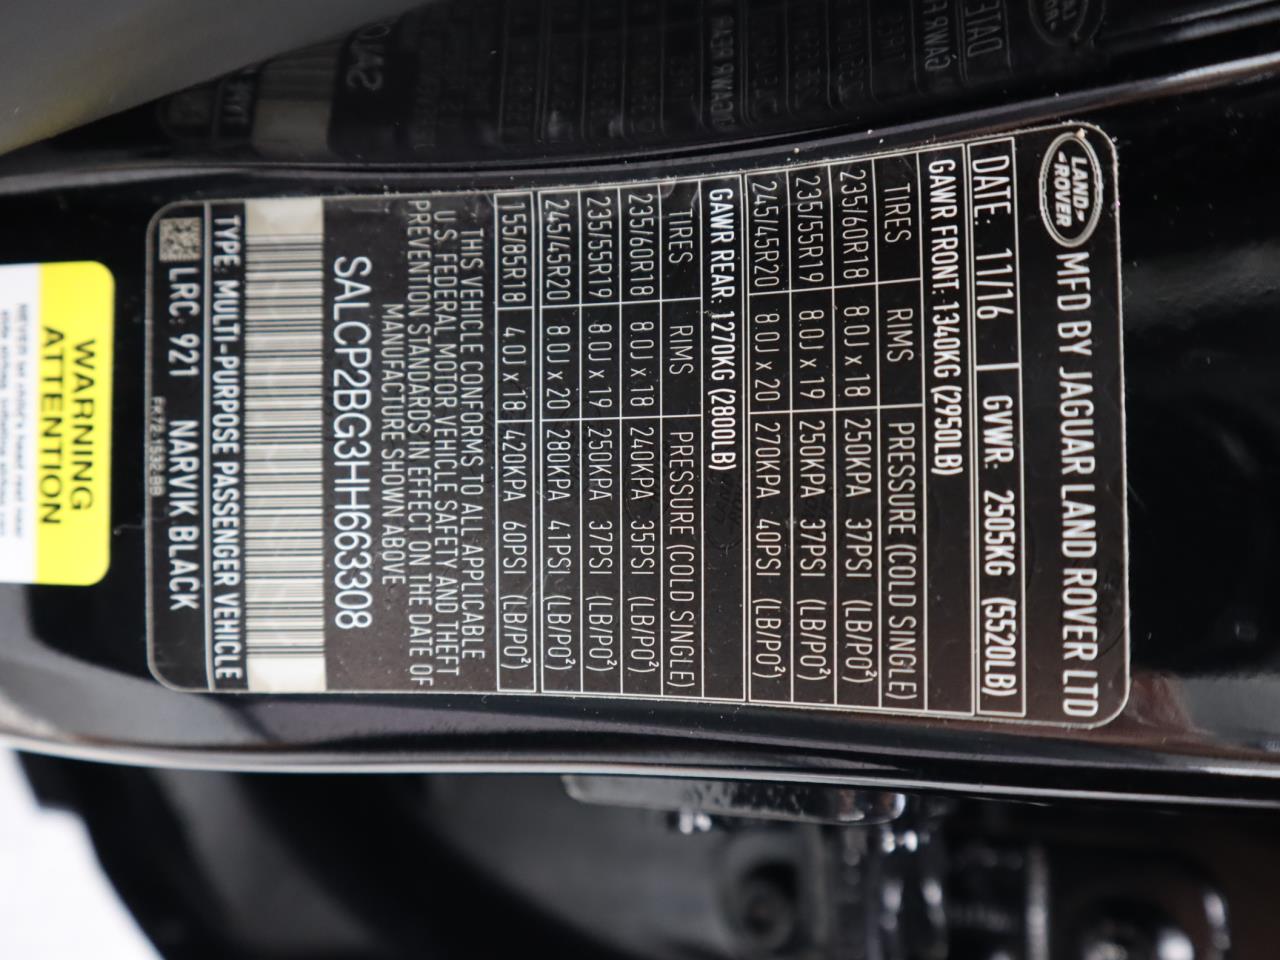 LAND
ROVER
MFD BY JAGUAR LAND ROVER LTD
DATE: 11/16 GVWR: 2505KG (5520LB)
GAWR FRONT: 1340KG (2950LB)
TIRES RIMS PRESSURE (COLD SINGLE)
235/60R18 8.0J x 18 250KPA 37PSI (LB/PO²)
235/55R19 8.0J x 19 250KPA 37PSI (LB/PO²)
245/45R20 8.0J x 20 270KPA 40PSI (LB/PO²)
GAWR REAR: 1270KG (2800LB)
TIRES RIMS PRESSURE (COLD SINGLE)
235/60R18 8.0J x 18 240KPA 35PSI (LB/PO²)
235/55R19 8.0J x 19 250KPA 37PSI (LB/PO²)
245/45R20 8.0J x 20 280KPA 41PSI (LB/PO²)
155/85R18 4.0J x 18 420KPA 60PSI (LB/PO²)
THIS VEHICLE CONFORMS TO ALL APPLICABLE
U.S. FEDERAL MOTOR VEHICLE SAFETY AND THEFT
PREVENTION STANDARDS IN EFFECT ON THE DATE OF
MANUFACTURE SHOWN ABOVE
SALCP2BG3HH663308
TYPE: MULTI-PURPOSE PASSENGER VEHICLE
LRC: 921 NARVIK BLACK
WARNING
ATTENTION